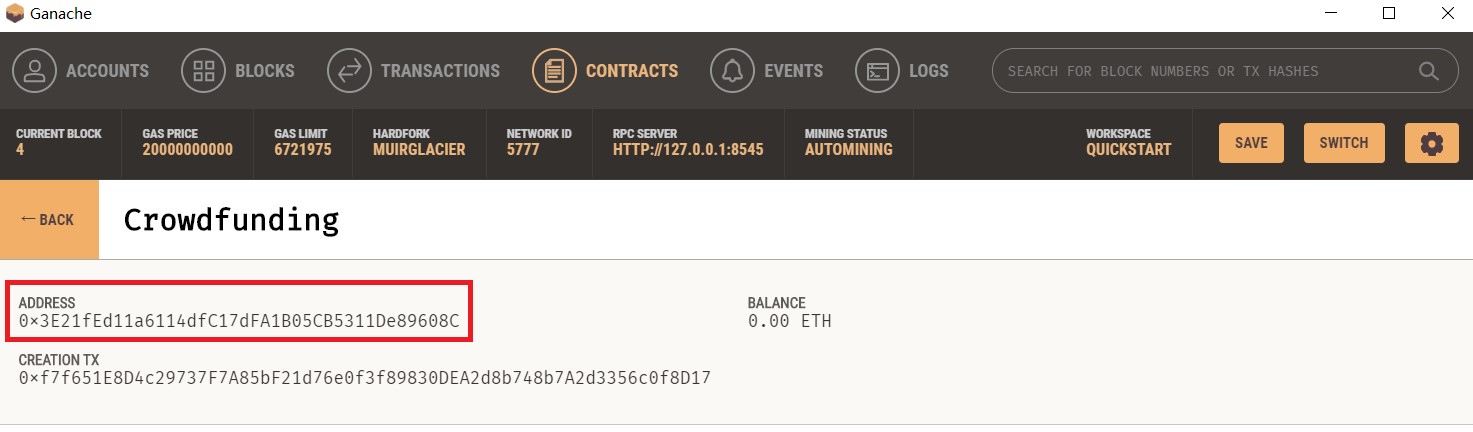 Ganache
ACCOUNTS BLOCKS TRANSACTIONS CONTRACTS EVENTS LOGS SEARCH FOR BLOCK NUMBERS OR TX HASHES
CURRENT BLOCK GAS PRICE GAS LIMIT HARDFORK NETWORK ID RPC SERVER MINING STATUS WORKSPACE
4 20000000000 6721975 MUIRGLACIER 5777 HTTP://127.0.0.1:8545 AUTOMINING QUICKSTART SAVE SWITCH
← BACK Crowdfunding
ADDRESS BALANCE
0×3E21fEd11a6114dfC17dFA1B05CB5311De89608C 0.00 ETH
CREATION TX
0×f7f651E8D4c29737F7A85bF21d76e0f3f89830DEA2d8b748b7A2d3356c0f8D17